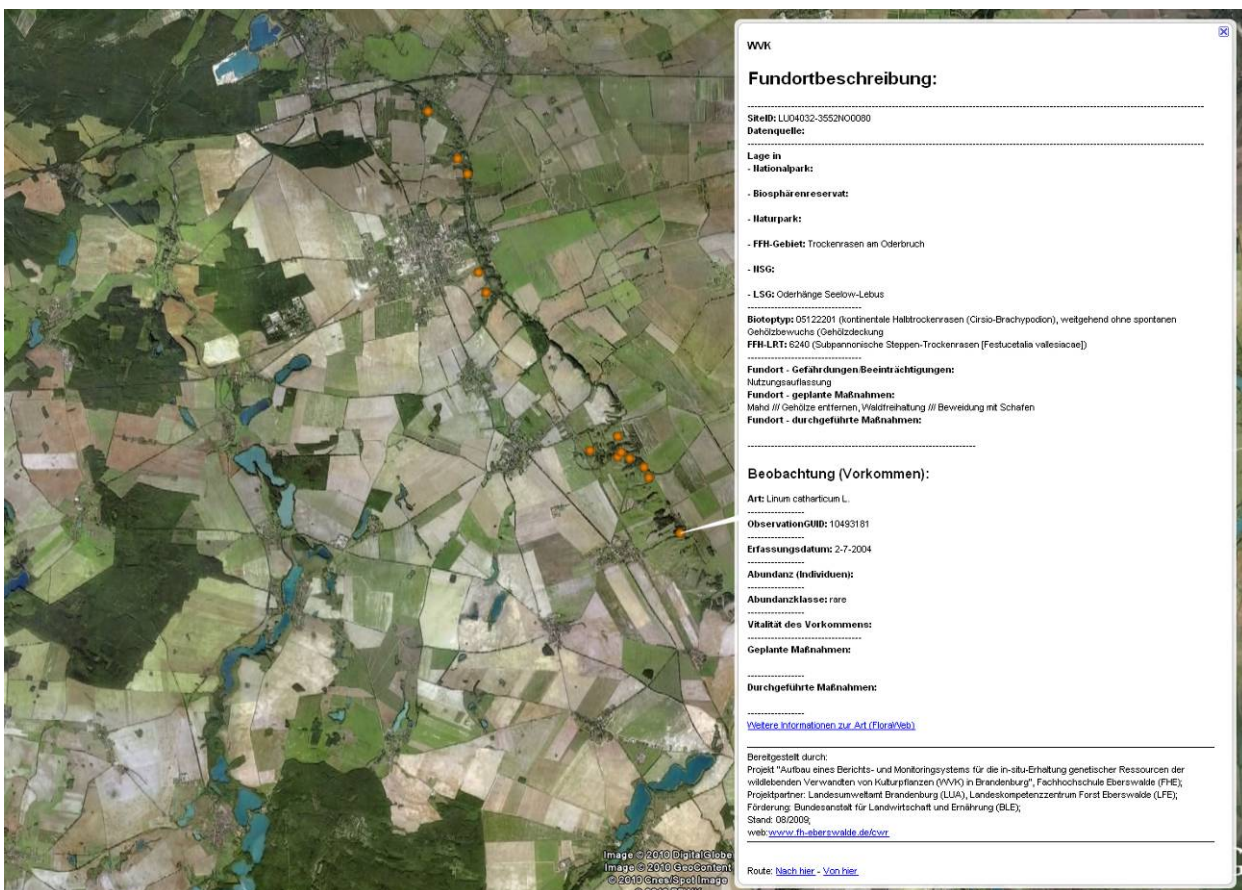 WVK
Fundortbeschreibung:
SiteID: LU04032-3552NO0080
Datenquelle:
Lage in
- Nationalpark:
- Biosphärenreservat:
- Naturpark:
- FFH-Gebiet: Trockenrasen am Oderbruch
- NSG:
- LSG: Oderhänge Seelow-Lebus
Biotoptyp: 05122201 (kontinentale Halbtrockenrasen (Cirsio-Brachypodion), weitgehend ohne spontanen
Gehölzbewuchs (Gehölzdeckung
FFH-LRT: 6240 (Subpannonische Steppen-Trockenrasen [Festucetalia vallesiacae])
Fundort - Gefährdungen/Beeinträchtigungen:
Nutzungsauflassung
Fundort - geplante Maßnahmen:
Mahd /// Gehölze entfernen, Waldfreihaltung /// Beweidung mit Schafen
Fundort - durchgeführte Maßnahmen:
Beobachtung (Vorkommen):
Art: Linum catharticum L.
ObservationGUID: 10493181
Erfassungsdatum: 2-7-2004
Abundanz (Individuen):
Abundanzklasse: rare
Vitalität des Vorkommens:
Geplante Maßnahmen:
Durchgeführte Maßnahmen:
Weitere Informationen zur Art (FloraWeb)
Bereitgestellt durch:
Projekt "Aufbau eines Berichts- und Monitoringsystems für die in-situ-Erhaltung genetischer Ressourcen der
wildlebenden Verwandten von Kulturpflanzen (WVK) in Brandenburg", Fachhochschule Eberswalde (FHE);
Projektpartner: Landesumweltamt Brandenburg (LUA), Landeskompetenzzentrum Forst Eberswalde (LFE);
Förderung: Bundesanstalt für Landwirtschaft und Ernährung (BLE);
Stand: 08/2009;
web:www.fh-eberswalde.de/cwr
Route: Nach hier - Von hier
Image © 2010 DigitalGlobe
Image © 2010 GeoContent
© 2010 Cnes/Spot Image